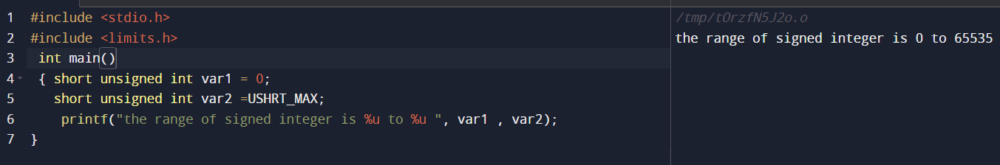 1 #include <stdio.h>
2 #include <limits.h>
3 int main()
4 { short unsigned int var1 = 0;
5 short unsigned int var2 =USHRT_MAX;
6 printf("the range of signed integer is %u to %u ", var1 , var2);
7 }
/tmp/tOrzfN5J2o.o
the range of signed integer is 0 to 65535